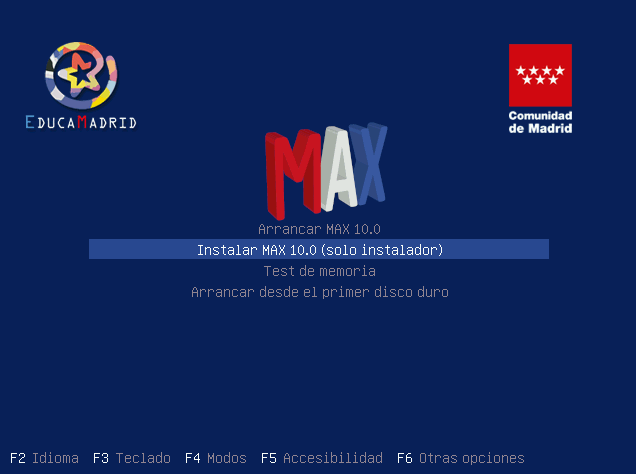 EDUCAMADRID
Comunidad
de Madrid
MAX
Arrancar MAX 10.0
Instalar MAX 10.0 (solo instalador)
Test de memoria
Arrancar desde el primer disco duro
F2 Idioma F3 Teclado F4 Modos F5 Accesibilidad F6 Otras opciones